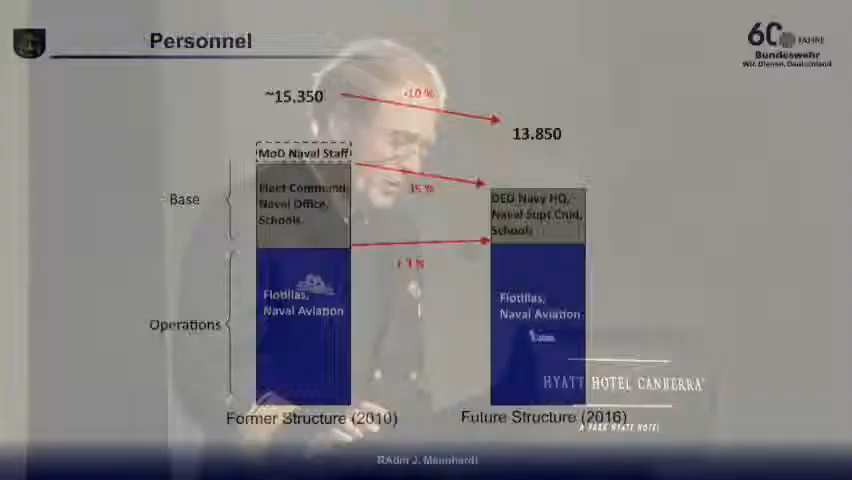 Personnel
60 JAHRE
Bundeswehr
Wir. Dienen. Deutschland.
~15,350
-10 %
13.850
MoD Naval Staff
Base
Fleet Command,
Naval Office,
Schools
-35 %
DEU Navy HQ,
Naval Supt Cmd,
Schools
+ 3 %
Flotillas,
Naval Aviation
Flotillas,
Naval Aviation
Operations
HYATT HOTEL CANBERRA
A PARK HYATT HOTEL
Former Structure (2010)
Future Structure (2016)
RAdm J.